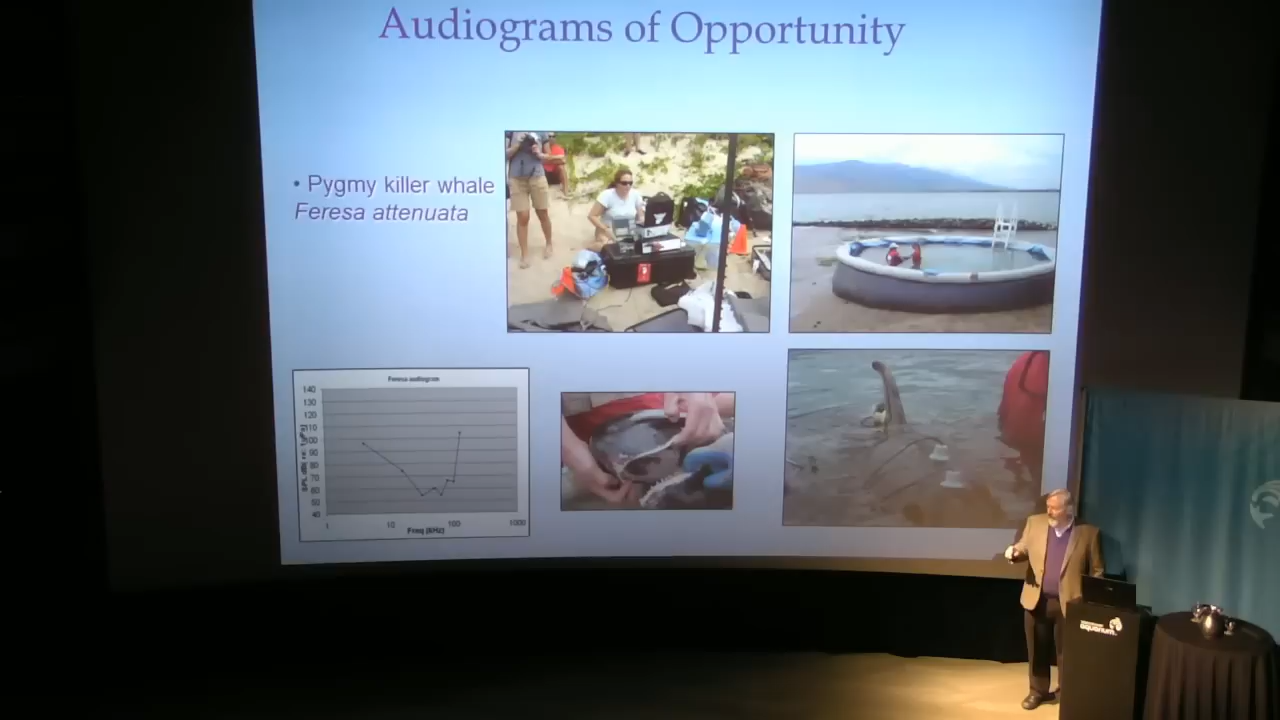 Audiograms of Opportunity
• Pygmy killer whale
Feresa attenuata
Feresa audiogram
140
130
120
110
100
90
80
70
60
50
40
1
10
100
1000
Freq (kHz)
aquarium